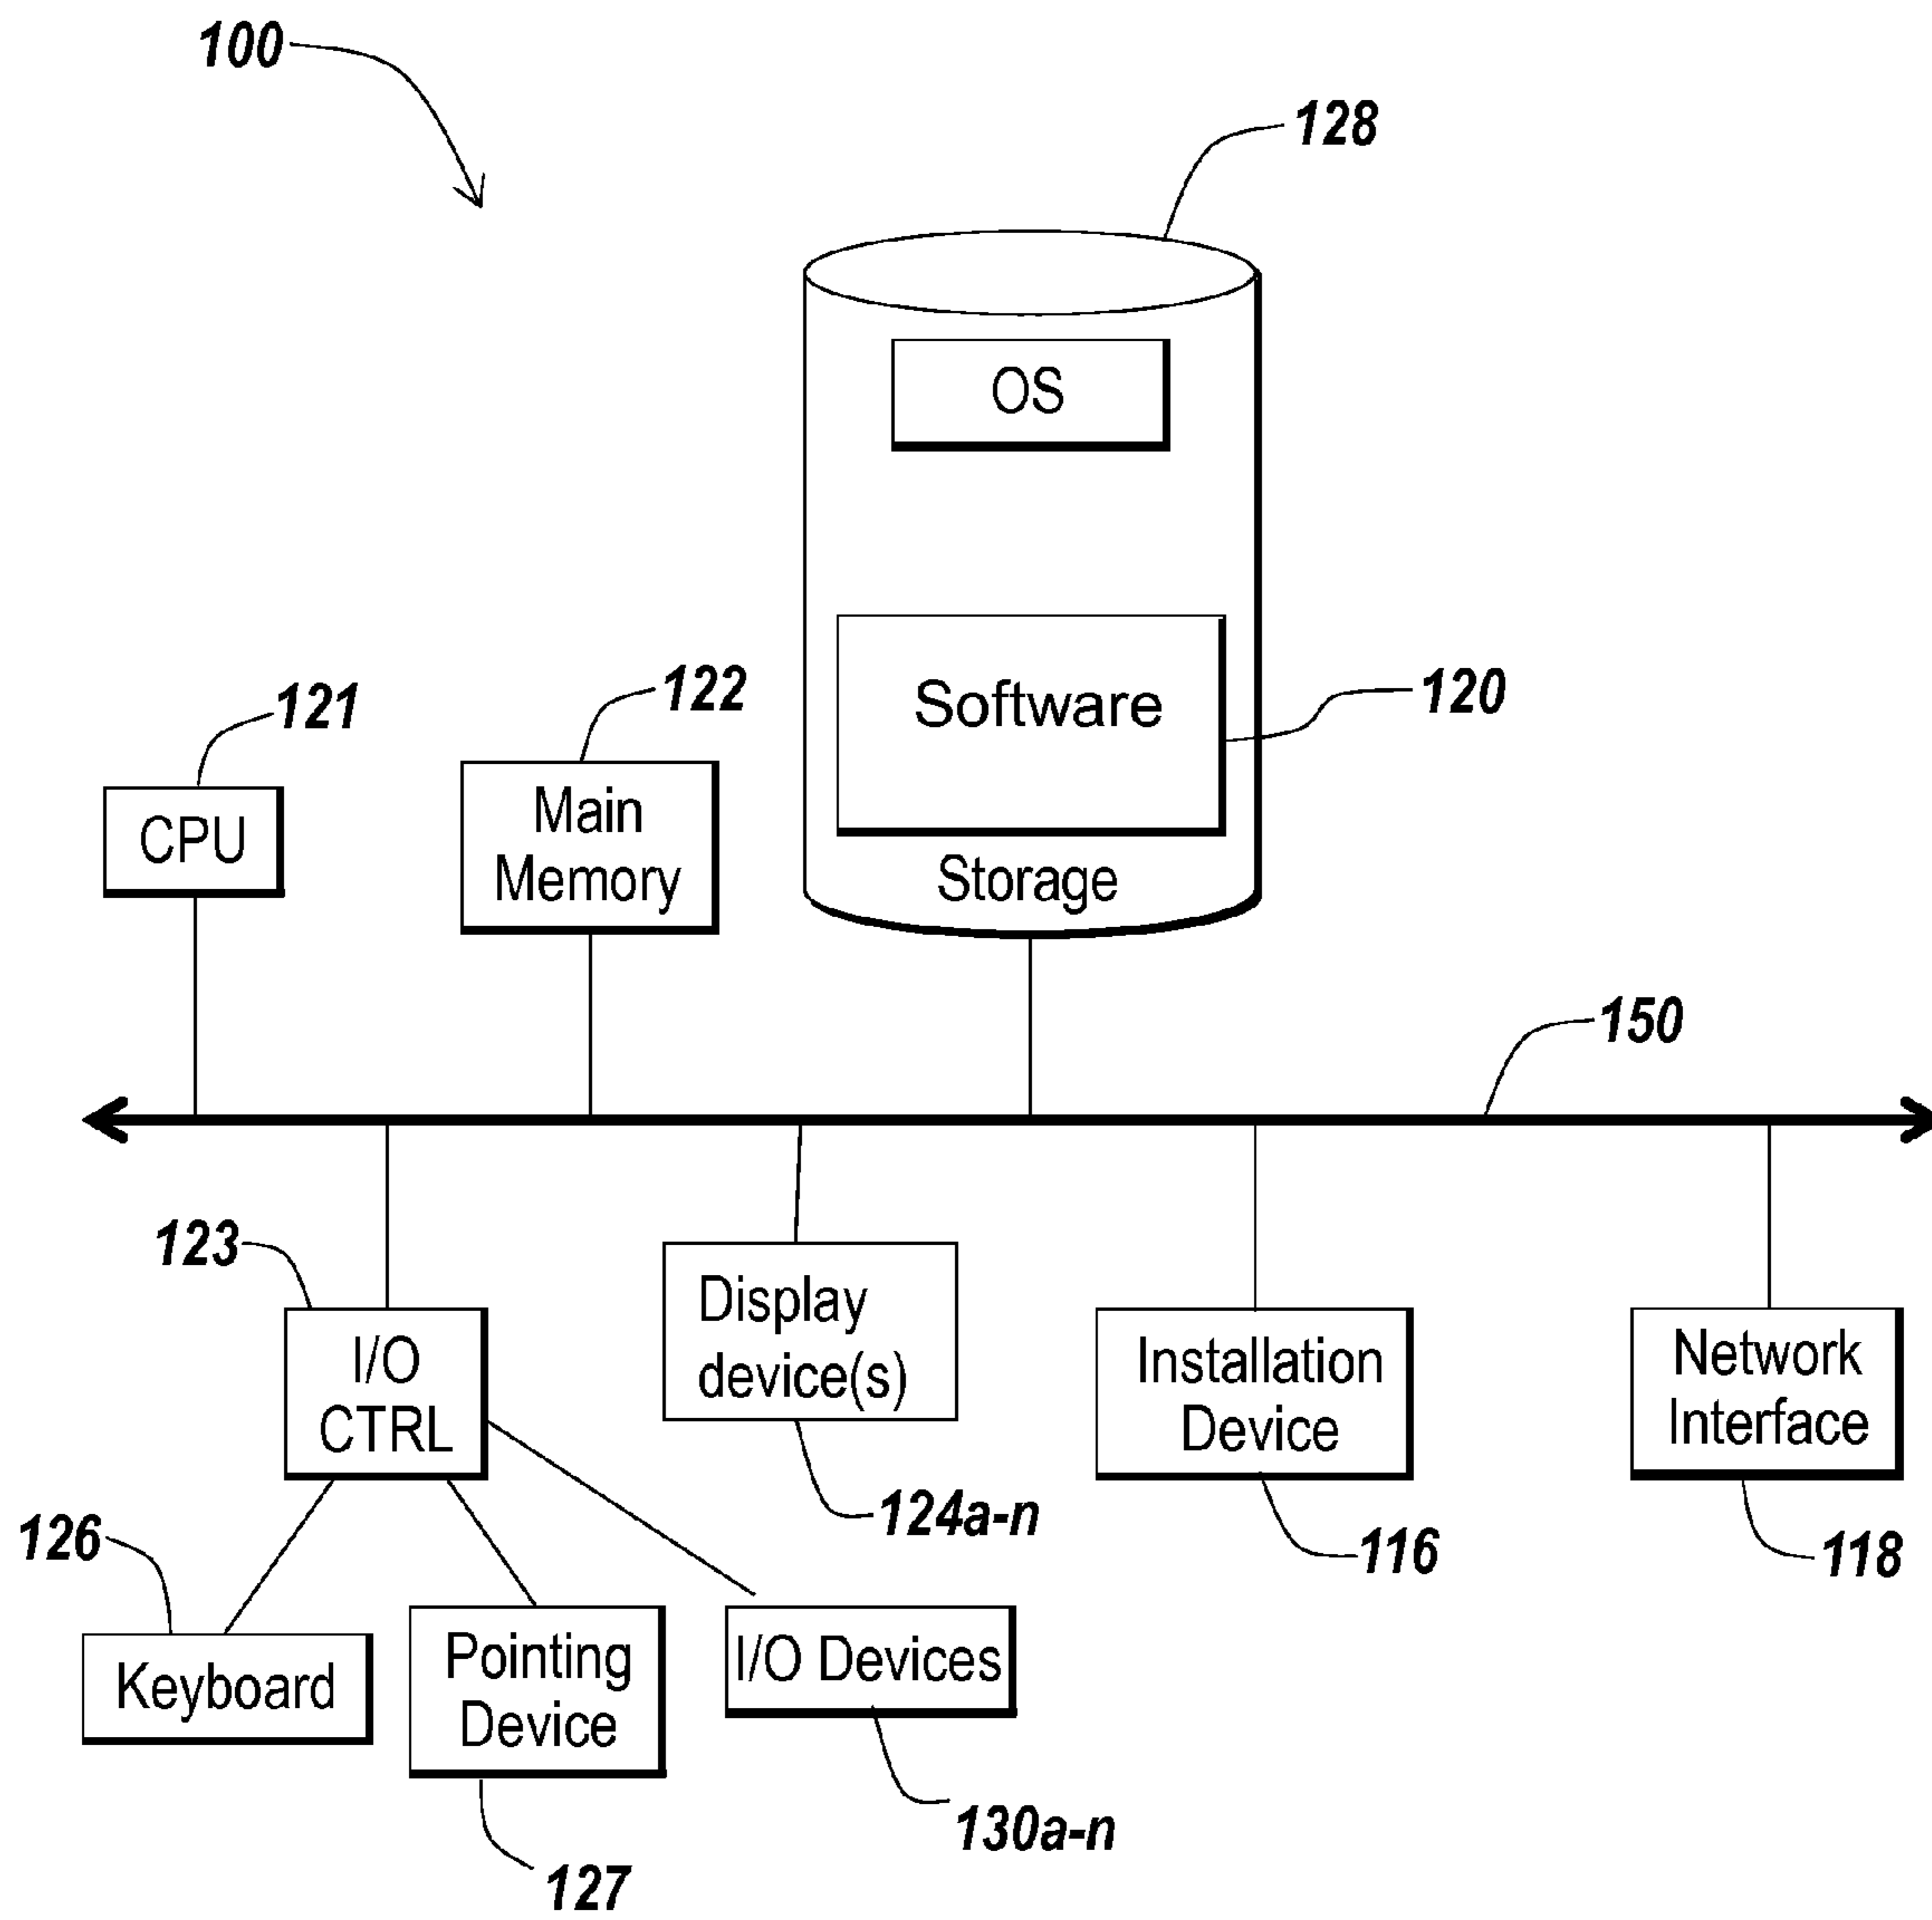 100
128
OS
Software
120
Storage
121
CPU
122
Main
Memory
150
123
I/O
CTRL
Display
device(s)
124a-n
Installation
Device
116
Network
Interface
118
126
Keyboard
Pointing
Device
127
I/O Devices
130a-n